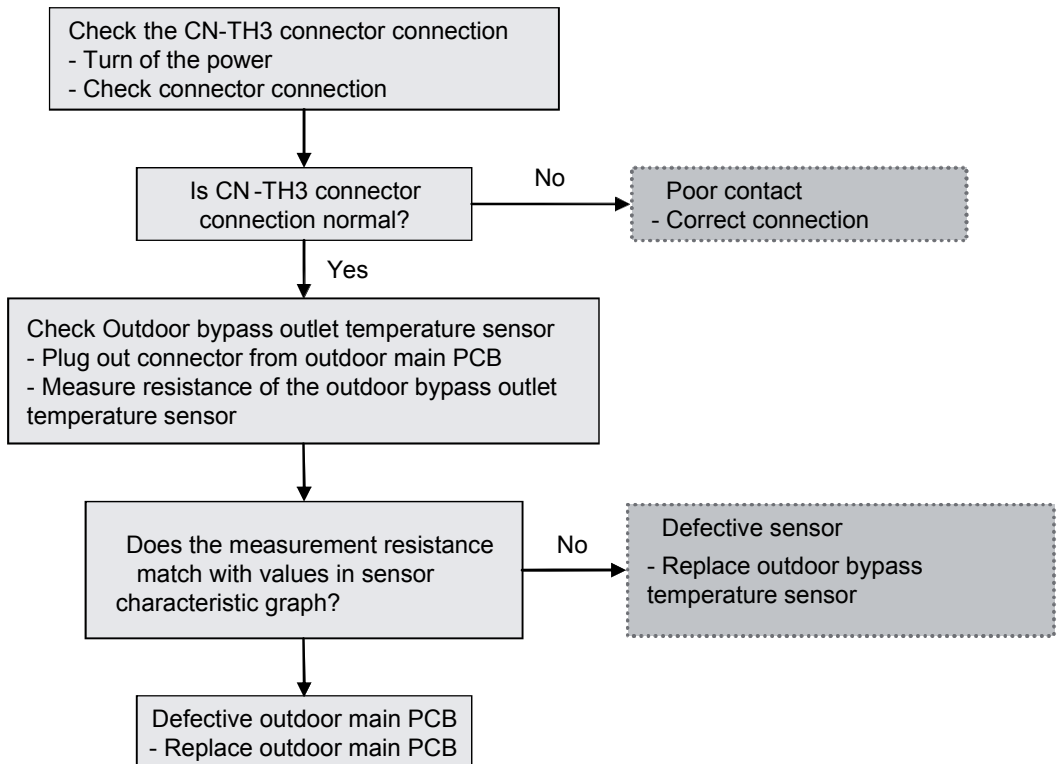 Check the CN-TH3 connector connection
- Turn of the power
- Check connector connection
Is CN-TH3 connector
connection normal?
No
Poor contact
- Correct connection
Yes
Check Outdoor bypass outlet temperature sensor
- Plug out connector from outdoor main PCB
- Measure resistance of the outdoor bypass outlet
temperature sensor
Does the measurement resistance
match with values in sensor
characteristic graph?
No
Defective sensor
- Replace outdoor bypass
temperature sensor
Defective outdoor main PCB
- Replace outdoor main PCB